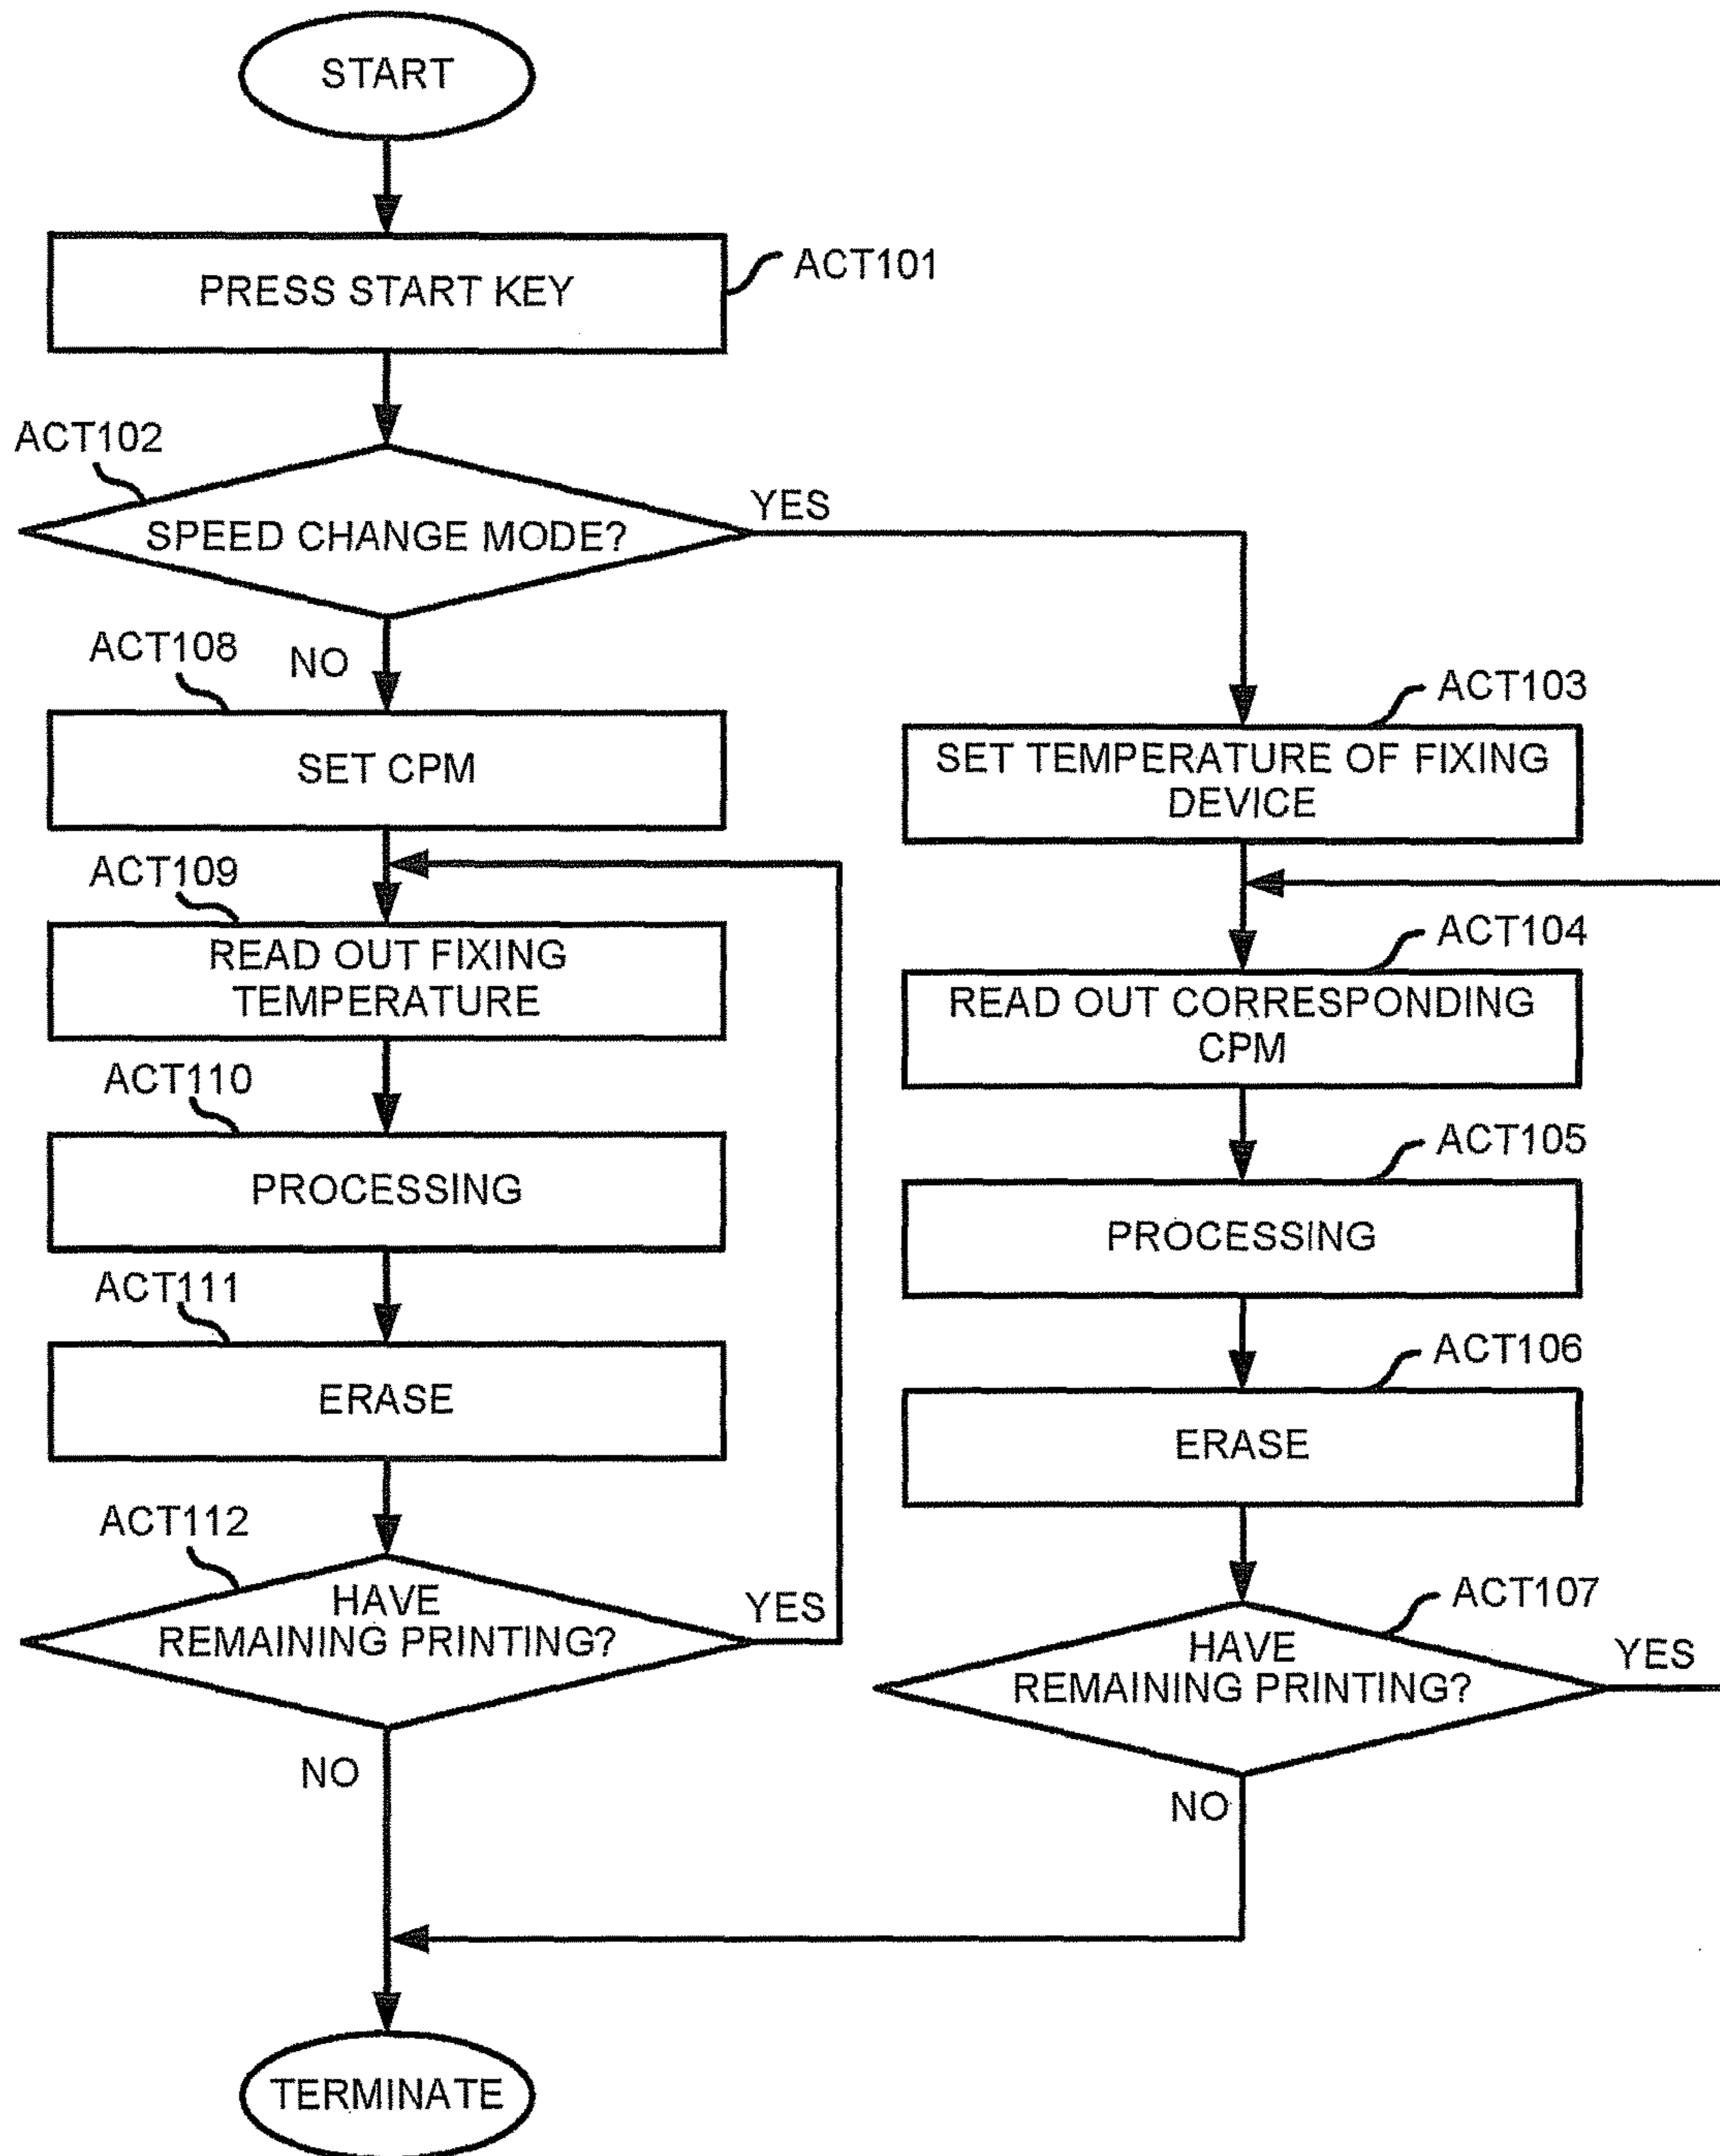 START
PRESS START KEY
ACT101
ACT102
SPEED CHANGE MODE?
YES
NO
ACT108
SET CPM
ACT109
READ OUT FIXING
TEMPERATURE
ACT110
PROCESSING
ACT111
ERASE
ACT112
HAVE
REMAINING PRINTING?
YES
NO
ACT103
SET TEMPERATURE OF FIXING
DEVICE
ACT104
READ OUT CORRESPONDING
CPM
ACT105
PROCESSING
ACT106
ERASE
ACT107
HAVE
REMAINING PRINTING?
YES
NO
TERMINATE